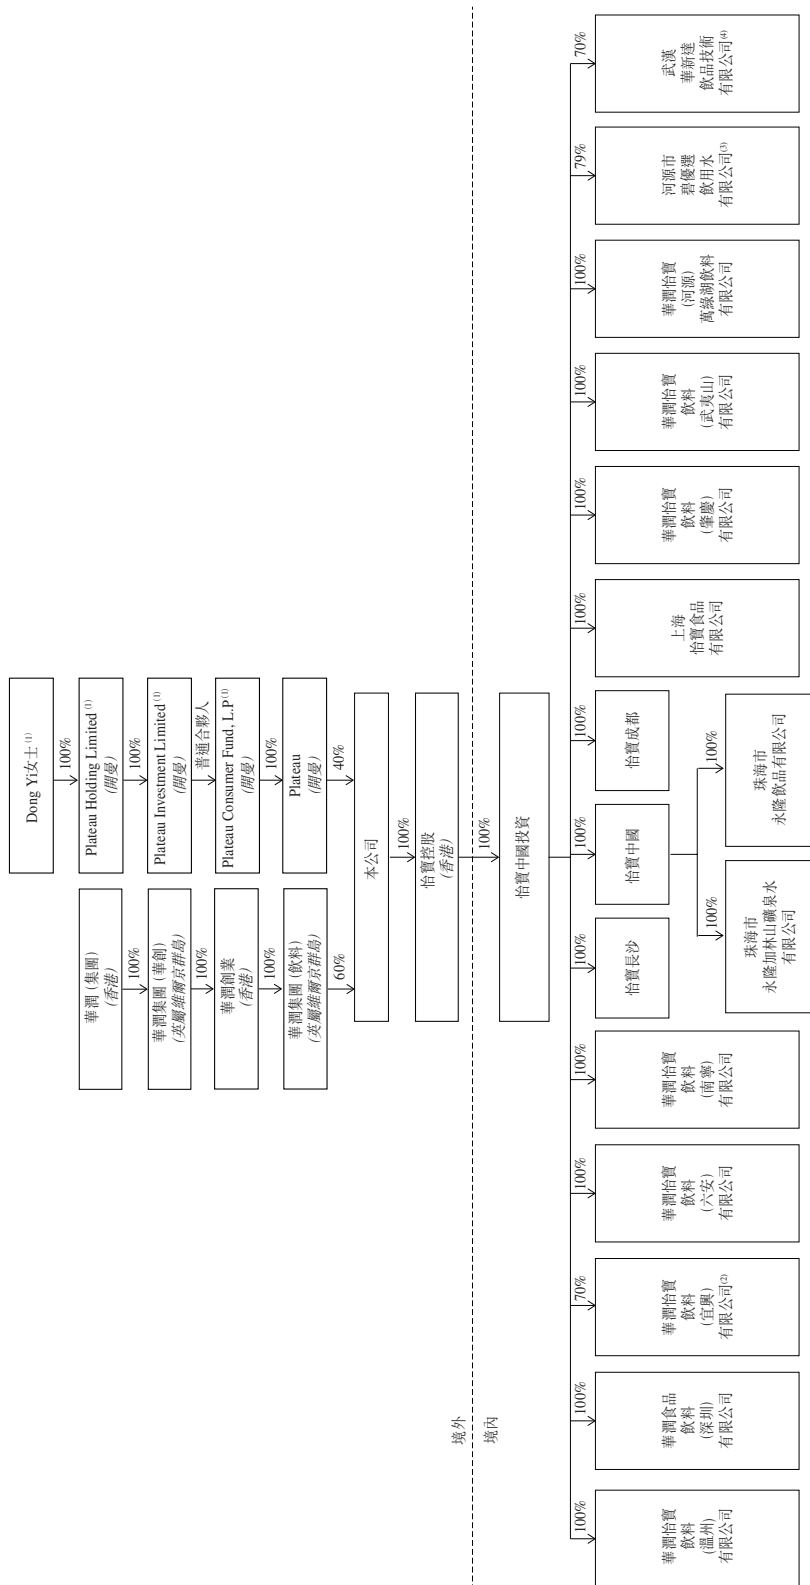 Dong Yi女士⁽¹⁾
100%
華潤 (集團)
(香港)
Plateau Holding Limited⁽¹⁾
(開曼)
100%
100%
華潤集團 (華創)
(英屬維爾京群島)
Plateau Investment Limited⁽¹⁾
(開曼)
100%
普通合夥人
華潤創業
(香港)
Plateau Consumer Fund, L.P⁽¹⁾
(開曼)
100%
100%
華潤集團 (飲料)
(英屬維爾京群島)
Plateau
(開曼)
60%
40%
本公司
100%
怡寶控股
(香港)
境外
境內
100%
怡寶中國投資
100%
100%
70%
100%
100%
100%
100%
100%
100%
100%
100%
100%
79%
70%
華潤怡寶
飲料
(溫州)
有限公司
華潤食品
飲料
(深圳)
有限公司
華潤怡寶
飲料
(宜興)
有限公司⁽²⁾
華潤怡寶
飲料
(六安)
有限公司
華潤怡寶
飲料
(南寧)
有限公司
怡寶長沙
怡寶中國
怡寶成都
上海
怡寶食品
有限公司
華潤怡寶
飲料
(肇慶)
有限公司
華潤怡寶
飲料
(武夷山)
有限公司
華潤怡寶
(河源)
萬綠湖飲料
有限公司
河源市
碧優選
飲用水
有限公司⁽³⁾
武漢
華新達
飲品技術
有限公司⁽⁴⁾
100%
100%
珠海市
永隆加林山礦泉水
有限公司
珠海市
永隆飲品有限公司